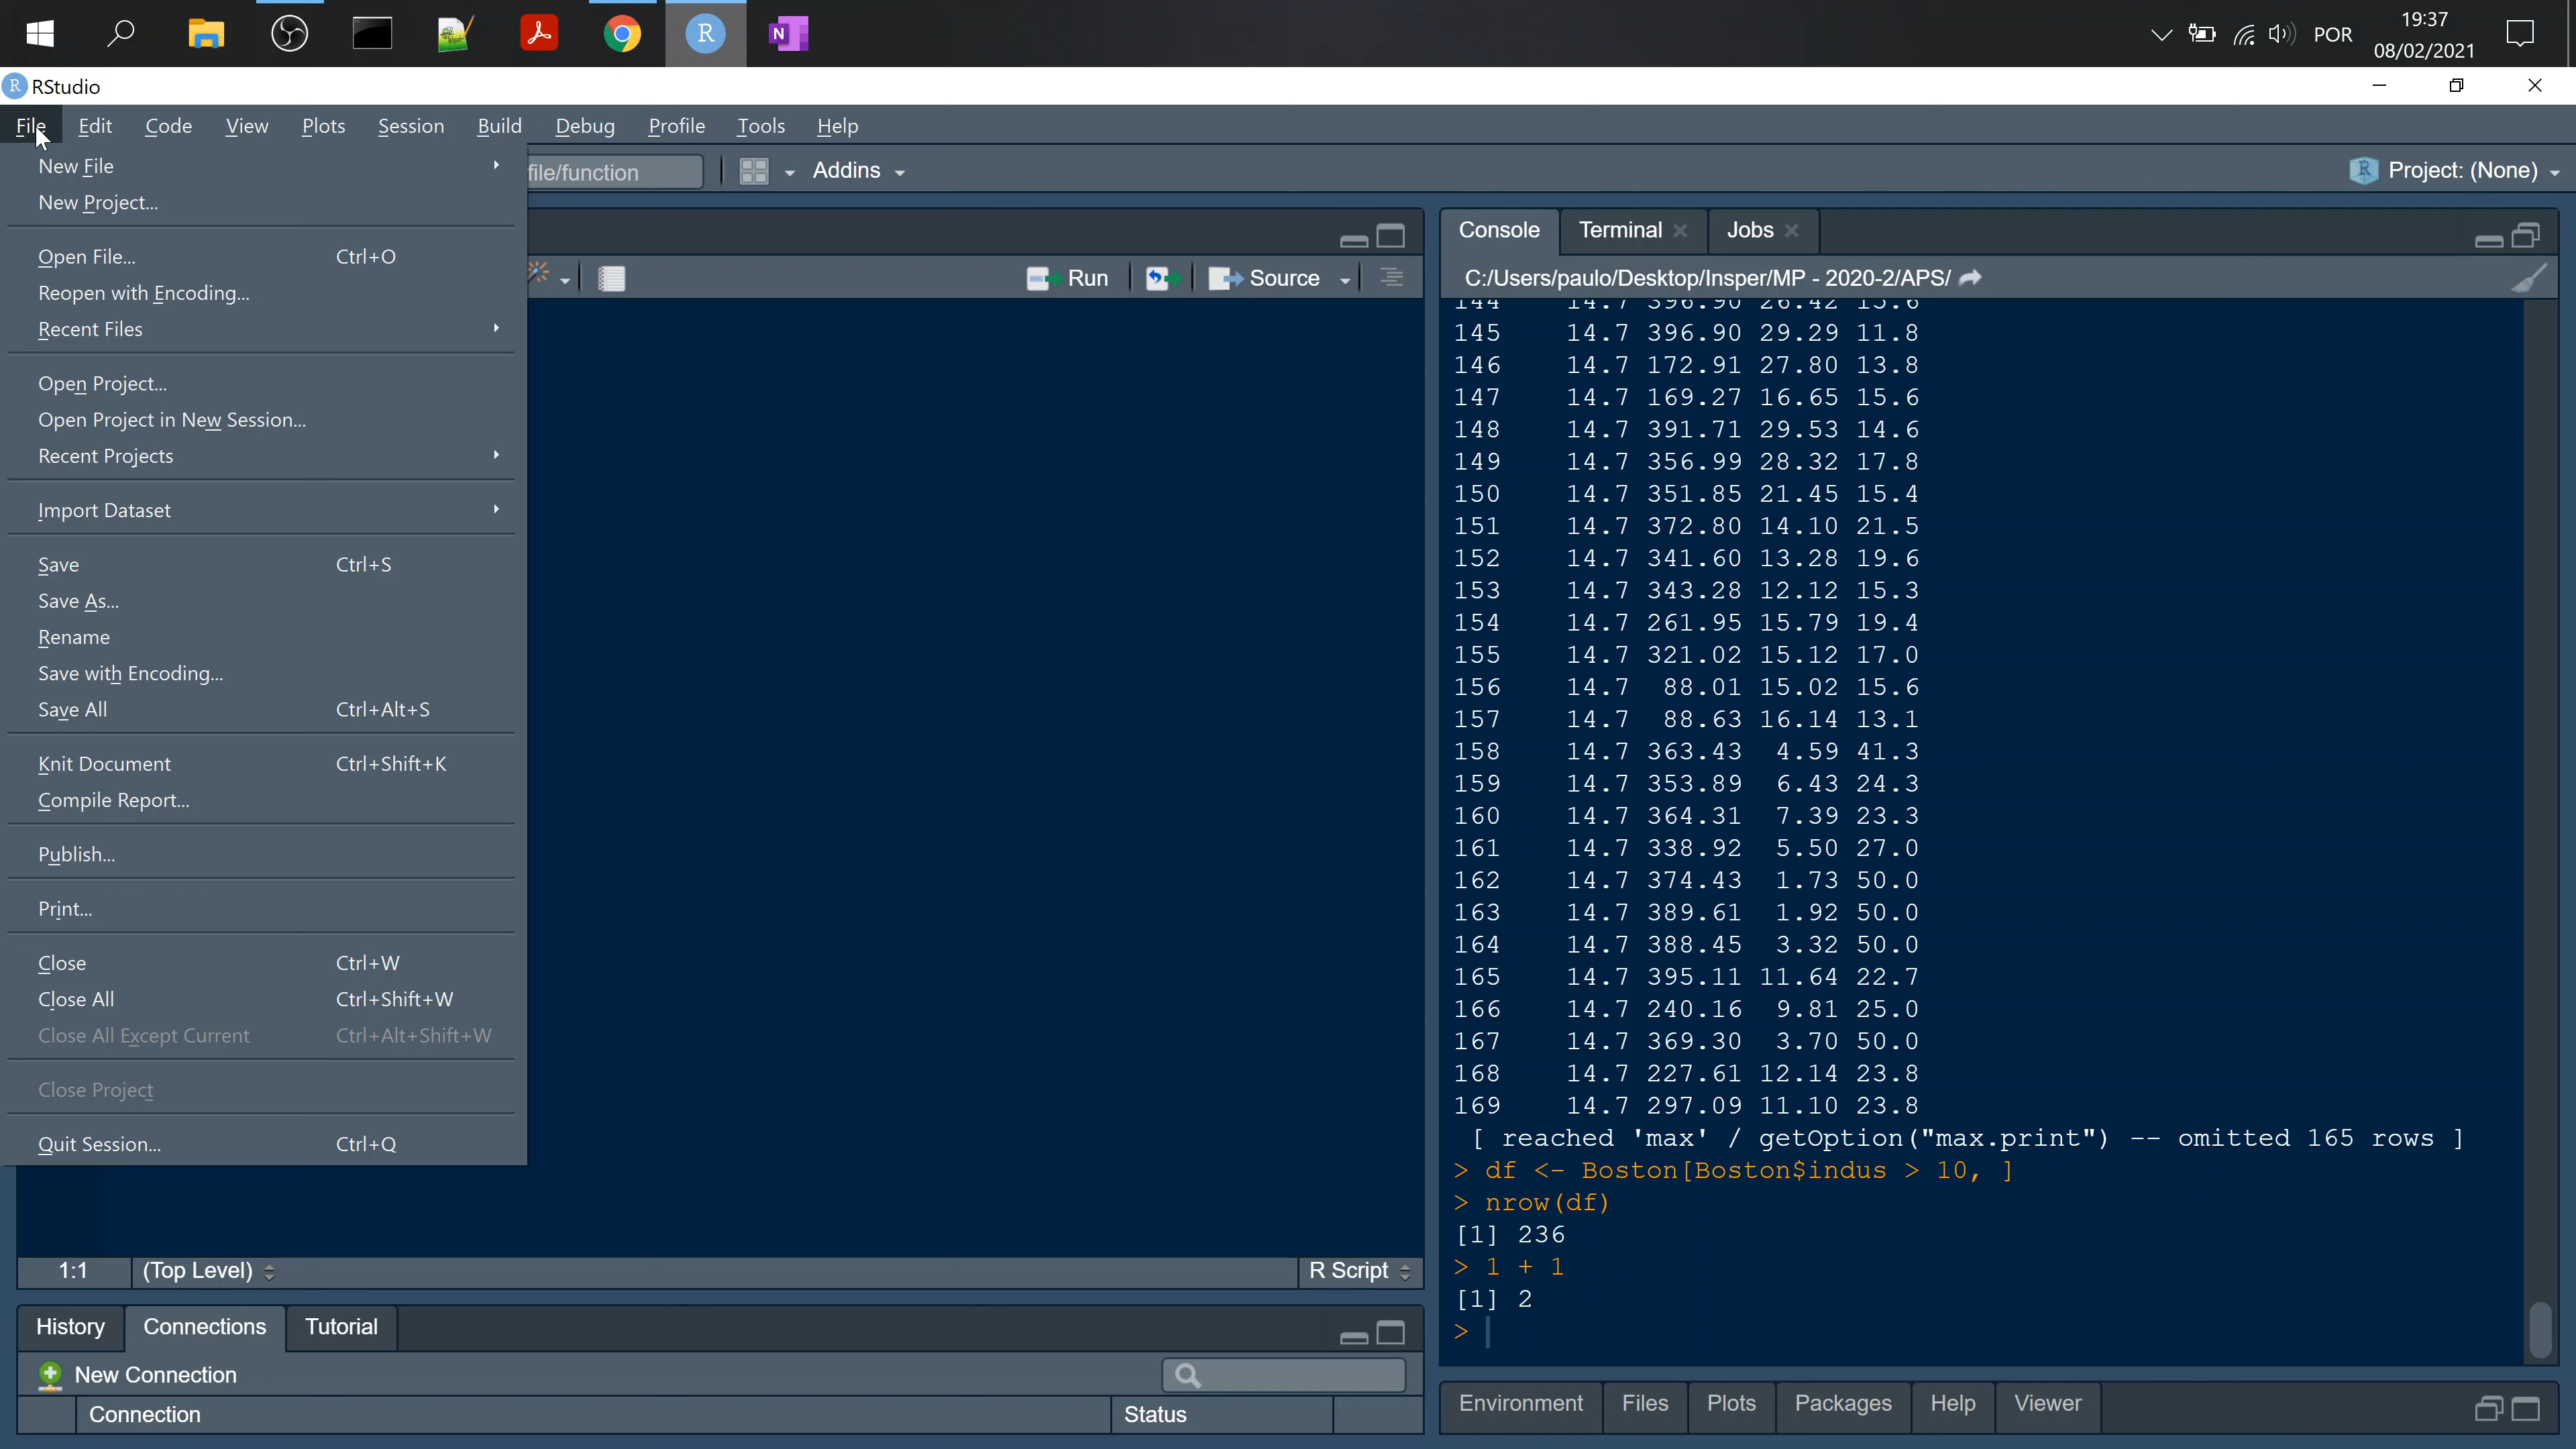 POR
19:37
08/02/2021
RStudio
File Edit Code View Plots Session Build Debug Profile Tools Help
New File
New Project...
Open File... Ctrl+O
Reopen with Encoding...
Recent Files
Open Project...
Open Project in New Session...
Recent Projects
Import Dataset
Save Ctrl+S
Save As...
Rename
Save with Encoding...
Save All Ctrl+Alt+S
Knit Document Ctrl+Shift+K
Compile Report...
Publish...
Print...
Close Ctrl+W
Close All Ctrl+Shift+W
Close All Except Current Ctrl+Alt+Shift+W
Close Project
Quit Session... Ctrl+Q
file/function
Addins
Project: (None)
Run
Source
1:1 (Top Level) R Script
History Connections Tutorial
New Connection
Connection Status
Console Terminal Jobs
C:/Users/paulo/Desktop/Insper/MP - 2020-2/APS/
144 14.7 396.90 26.42 15.6
145 14.7 396.90 29.29 11.8
146 14.7 172.91 27.80 13.8
147 14.7 169.27 16.65 15.6
148 14.7 391.71 29.53 14.6
149 14.7 356.99 28.32 17.8
150 14.7 351.85 21.45 15.4
151 14.7 372.80 14.10 21.5
152 14.7 341.60 13.28 19.6
153 14.7 343.28 12.12 15.3
154 14.7 261.95 15.79 19.4
155 14.7 321.02 15.12 17.0
156 14.7 88.01 15.02 15.6
157 14.7 88.63 16.14 13.1
158 14.7 363.43 4.59 41.3
159 14.7 353.89 6.43 24.3
160 14.7 364.31 7.39 23.3
161 14.7 338.92 5.50 27.0
162 14.7 374.43 1.73 50.0
163 14.7 389.61 1.92 50.0
164 14.7 388.45 3.32 50.0
165 14.7 395.11 11.64 22.7
166 14.7 240.16 9.81 25.0
167 14.7 369.30 3.70 50.0
168 14.7 227.61 12.14 23.8
169 14.7 297.09 11.10 23.8
[ reached 'max' / getOption("max.print") -- omitted 165 rows ]
> df <- Boston[Boston$indus > 10, ]
> nrow(df)
[1] 236
> 1 + 1
[1] 2
>
Environment Files Plots Packages Help Viewer